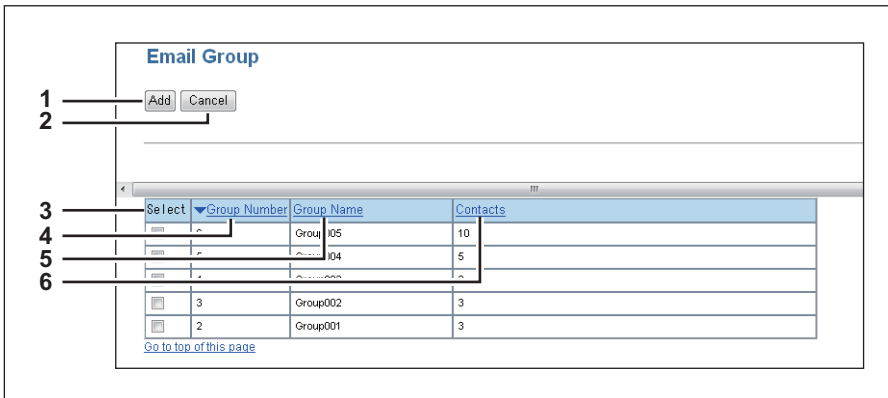 Email Group
1
Add Cancel
2
3
Select Group Number Group Name Contacts
4
10
5
5
6
3 Group002 3
2 Group001 3
Go to top of this page